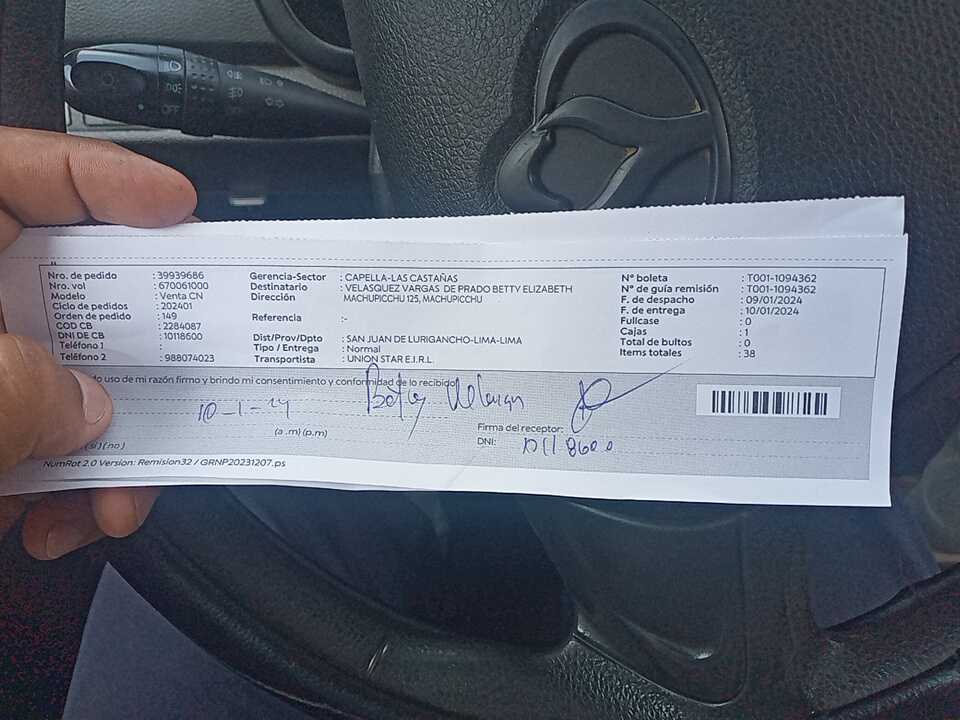 OFF
Nro. de pedido : 39939686
Nro. vol : 670061000
Modelo : Venta CN
Ciclo de pedidos : 202401
Orden de pedido : 149
COD CB : 2284087
DNI DE CB : 10118600
Teléfono 1 :
Teléfono 2 : 988074023
Gerencia-Sector : CAPELLA-LAS CASTAÑAS
Destinatario : VELASQUEZ VARGAS DE PRADO BETTY ELIZABETH
Dirección MACHUPICCHU 125, MACHUPICCHU
Referencia :-
Dist/Prov/Dpto : SAN JUAN DE LURIGANCHO-LIMA-LIMA
Tipo / Entrega : Normal
Transportista : UNION STAR E.I.R.L.
N° boleta : T001-1094362
N° de guía remisión : T001-1094362
F. de despacho : 09/01/2024
F. de entrega : 10/01/2024
Fullcase : 0
Cajas : 1
Total de bultos : 0
Items totales : 38
do uso de mi razón firmo y brindo mi consentimiento y conformidad de lo recibido
10-1-24
Betty
(a .m) (p.m)
Firma del receptor:
DNI: 10118600
(si) (no)
NumRot 2.0 Version: Remision32 / GRNP20231207.ps